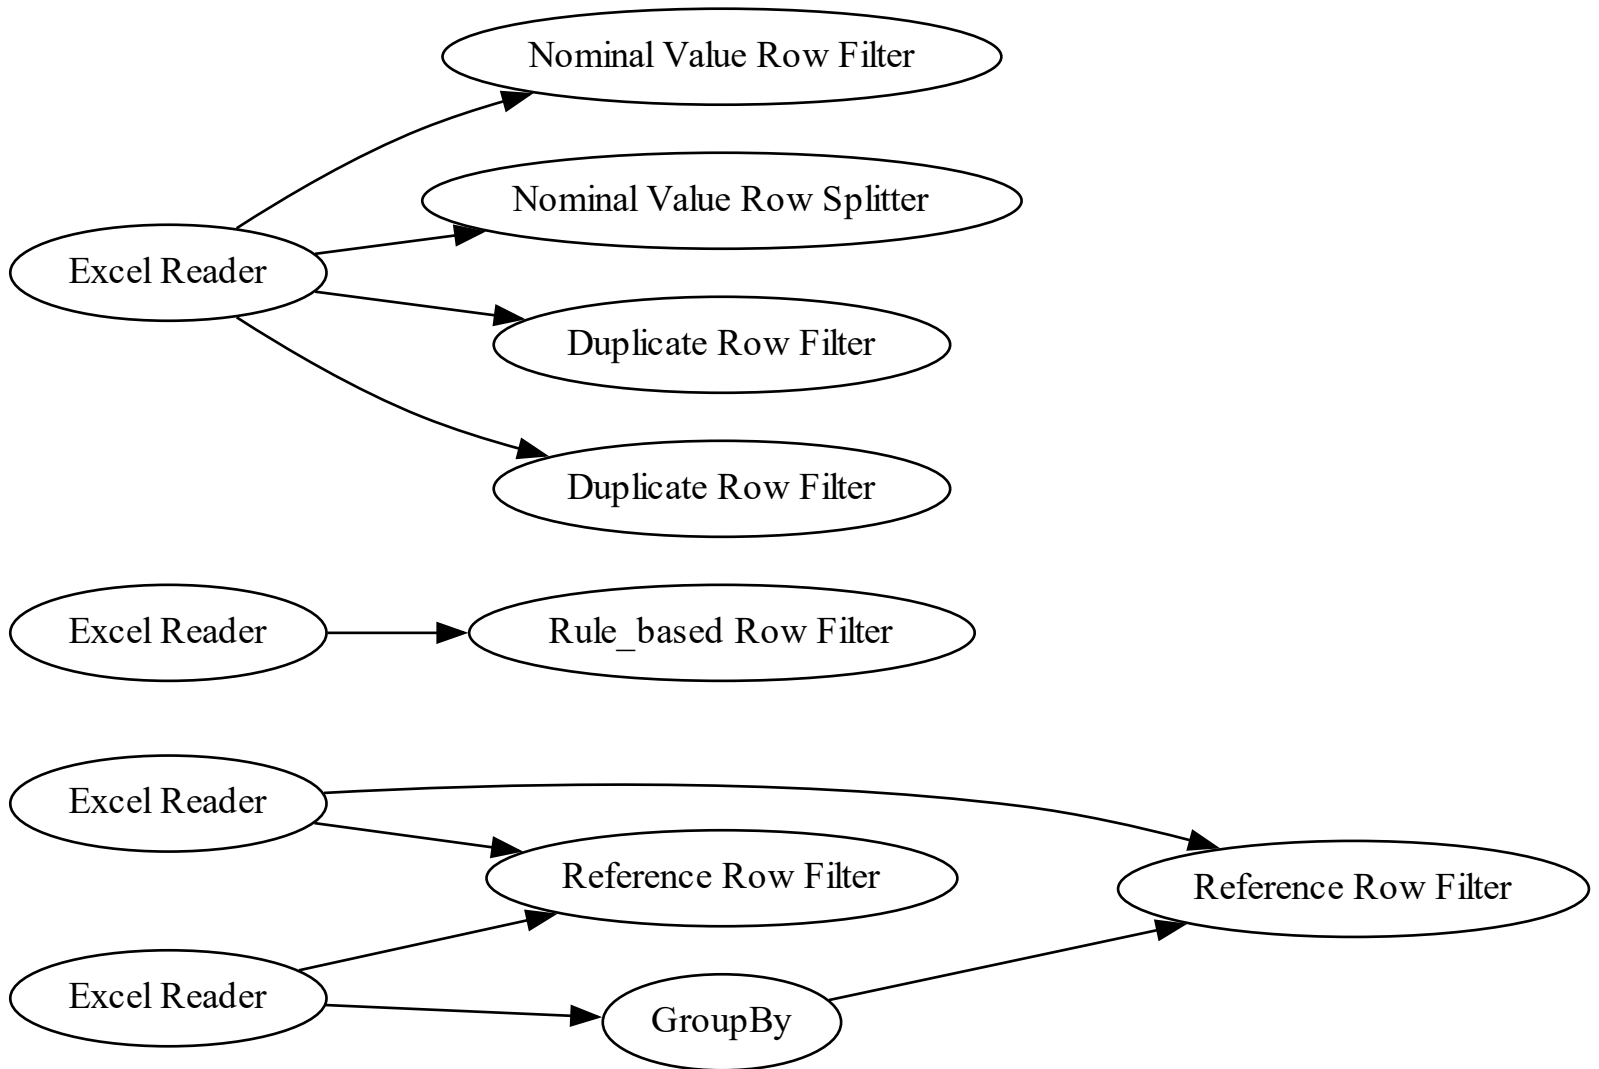 Nominal Value Row Filter
Nominal Value Row Splitter
Excel Reader
Duplicate Row Filter
Duplicate Row Filter
Excel Reader
Rule_based Row Filter
Excel Reader
Reference Row Filter
Reference Row Filter
Excel Reader
GroupBy